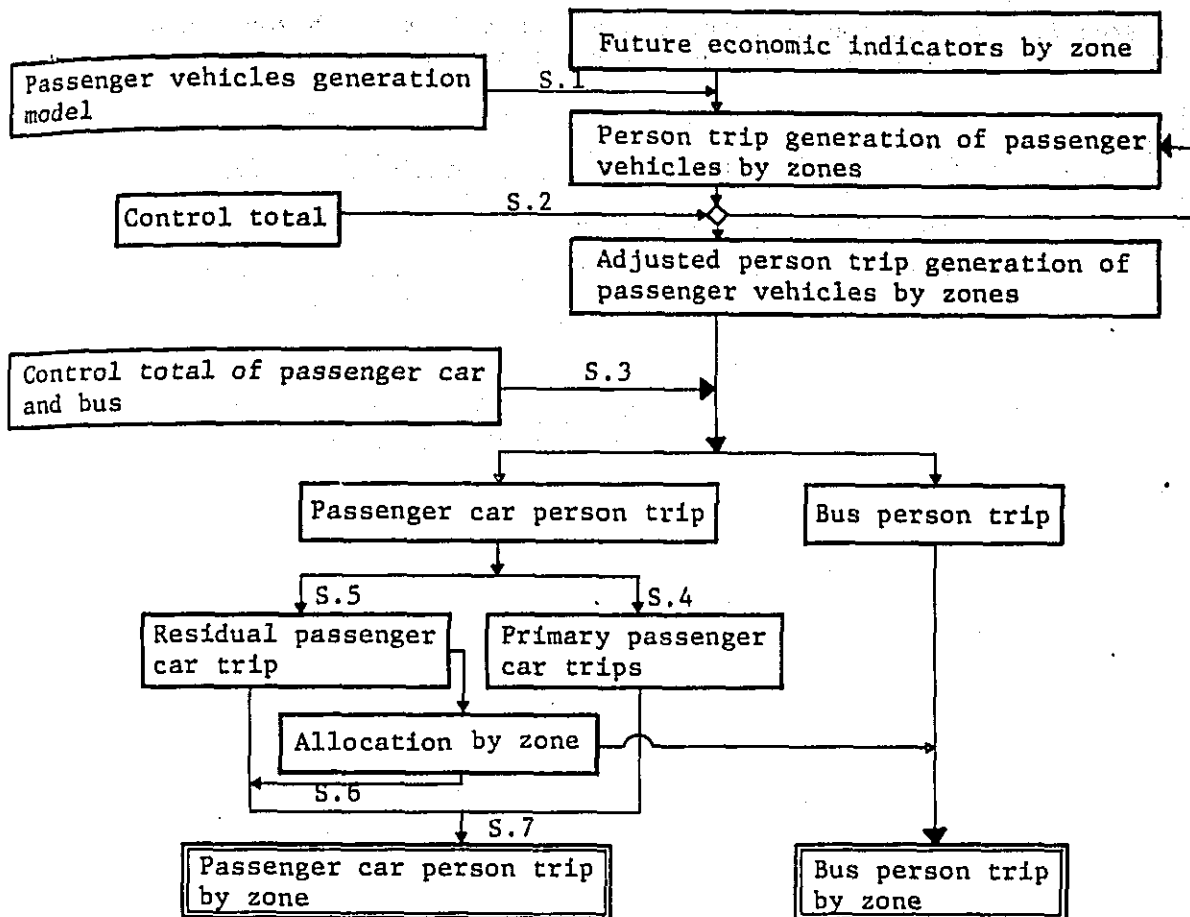 Future economic indicators by zone
Passenger vehicles generation
model
S.1
Person trip generation of passenger
vehicles by zones
Control total
S.2
Adjusted person trip generation of
passenger vehicles by zones
Control total of passenger car
and bus
S.3
Passenger car person trip
Bus person trip
S.5
S.4
Residual passenger
car trip
Primary passenger
car trips
Allocation by zone
S.6
S.7
Passenger car person trip
by zone
Bus person trip
by zone